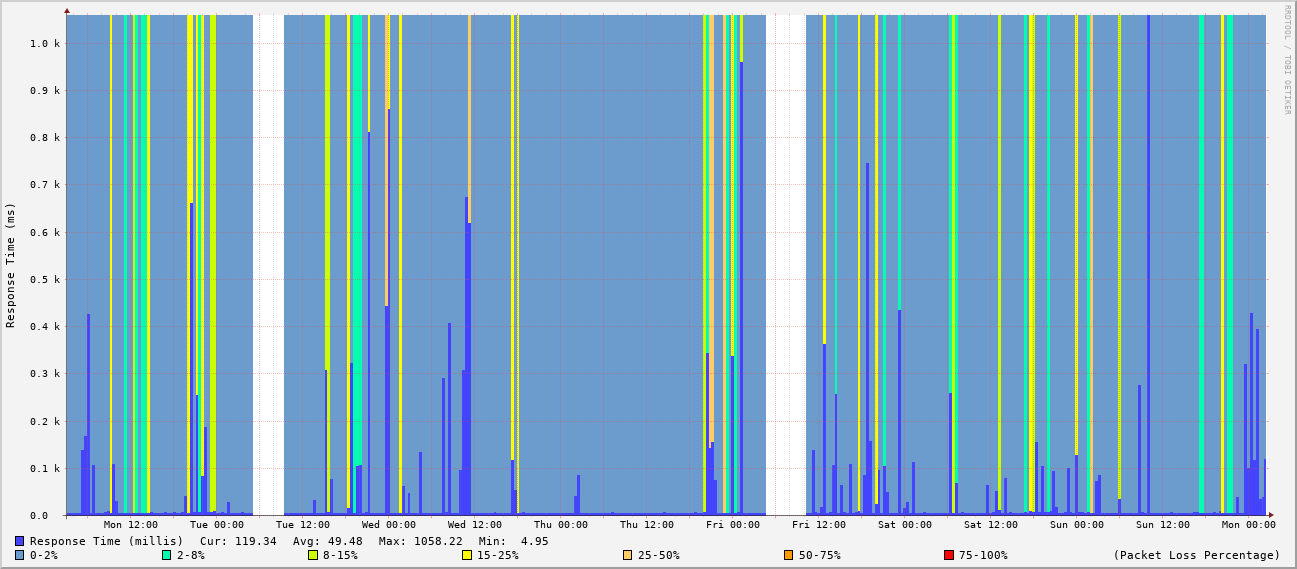 RRDTOOL / TOBI OETIKER
Response Time (ms)
1.0 k
0.9 k
0.8 k
0.7 k
0.6 k
0.5 k
0.4 k
0.3 k
0.2 k
0.1 k
0.0
Mon 12:00 Tue 00:00 Tue 12:00 Wed 00:00 Wed 12:00 Thu 00:00 Thu 12:00 Fri 00:00 Fri 12:00 Sat 00:00 Sat 12:00 Sun 00:00 Sun 12:00 Mon 00:00
Response Time (millis) Cur: 119.34 Avg: 49.48 Max: 1058.22 Min: 4.95
0-2% 2-8% 8-15% 15-25% 25-50% 50-75% 75-100% (Packet Loss Percentage)